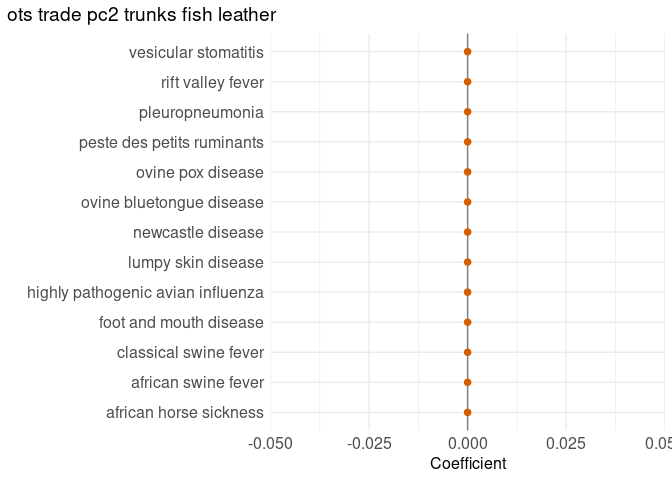 ots trade pc2 trunks fish leather
vesicular stomatitis
rift valley fever
pleuropneumonia
peste des petits ruminants
ovine pox disease
ovine bluetongue disease
newcastle disease
lumpy skin disease
highly pathogenic avian influenza
foot and mouth disease
classical swine fever
african swine fever
african horse sickness
-0.050 -0.025 0.000 0.025 0.05
Coefficient